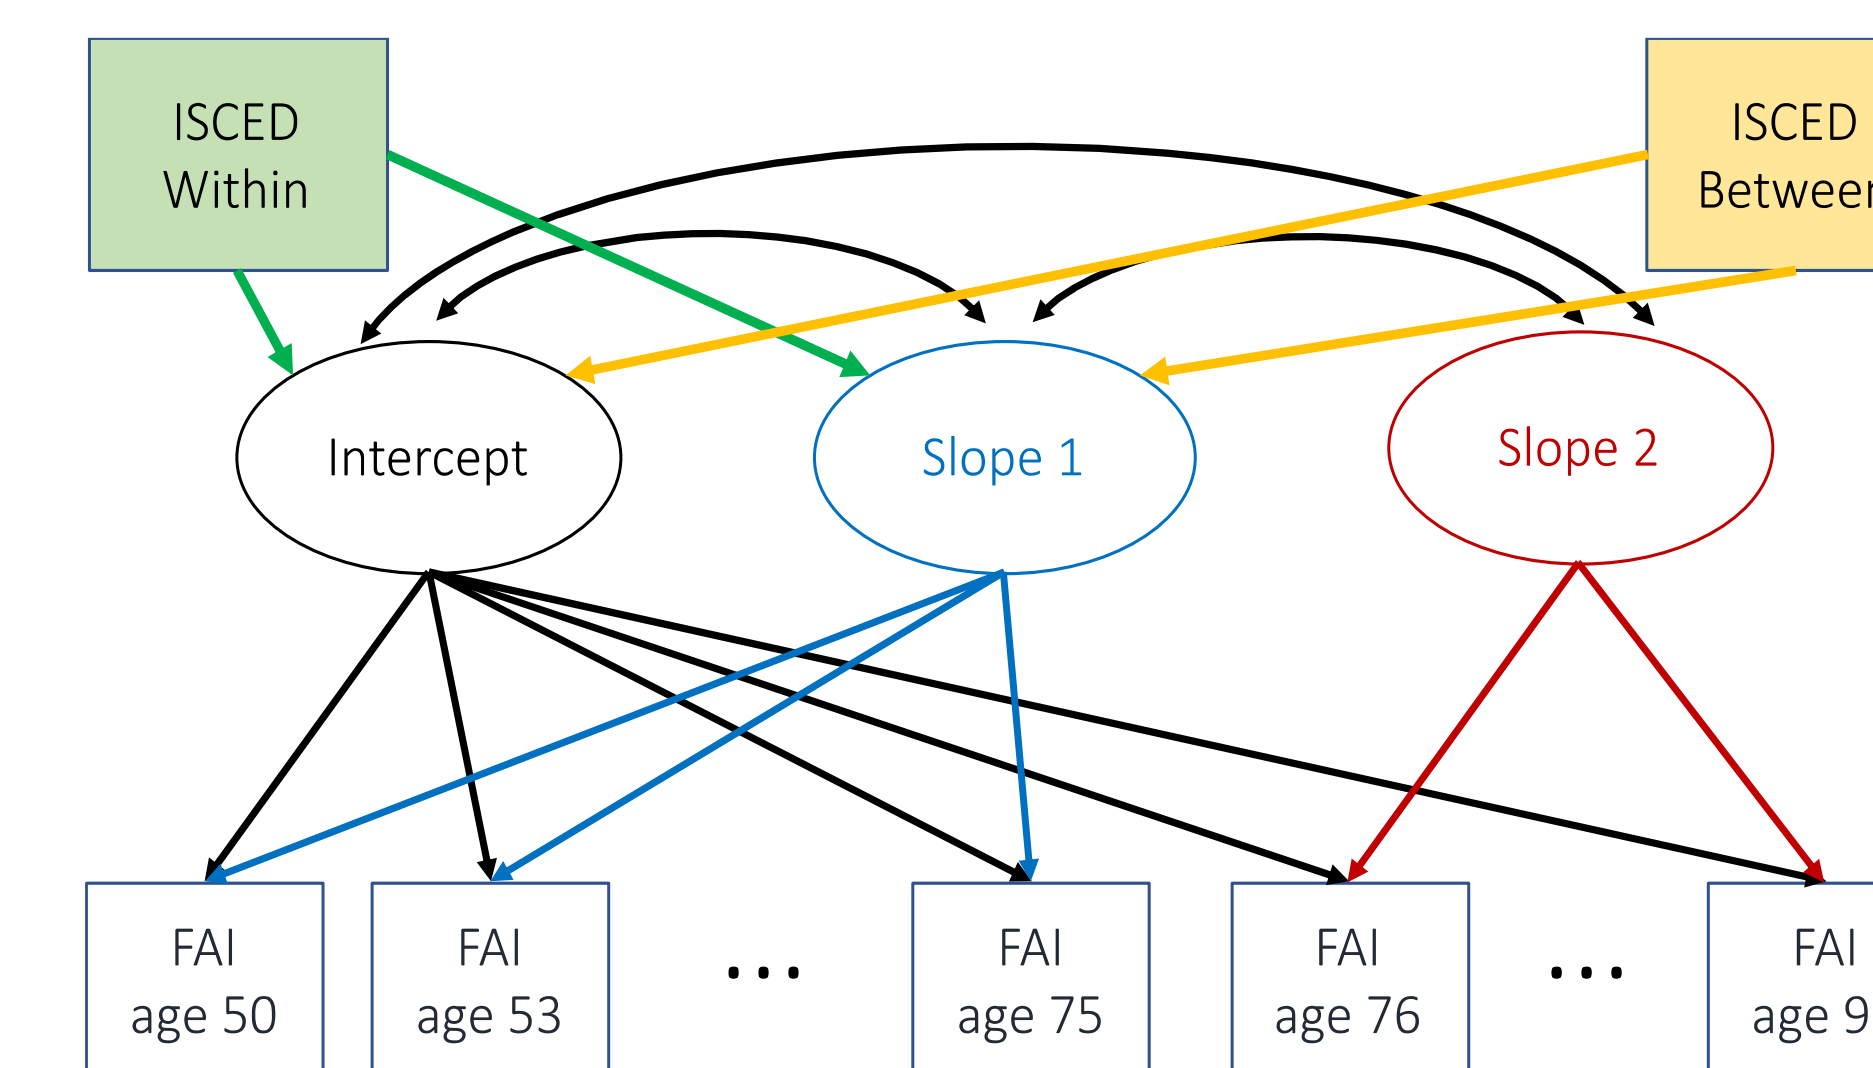 ISCED
Within
ISCED
Between
Intercept
Slope 1
Slope 2
FAI
age 50
FAI
age 53
...
FAI
age 75
FAI
age 76
...
FAI
age 9